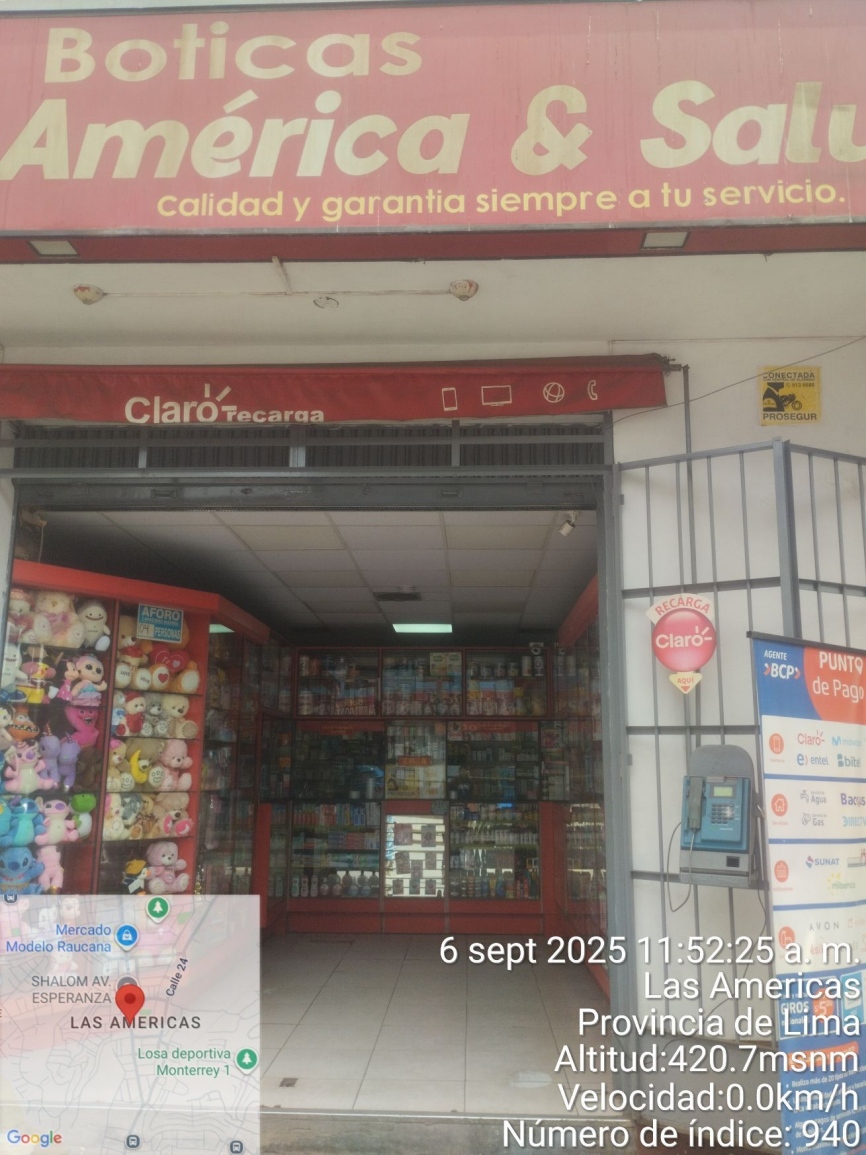 Boticas
América & Salu
Calidad y garantia siempre a tu servicio.
Claro recarga
CONECTADA
PROSEGUR
AFORO
PERSONAS
RECARGA
Claro
AQUÍ
AGENTE
BCP
PUNTO
de Pago
Claro
entel
bite
Agua
Gas
SUNAT
AVON
GIROS
Mercado
Modelo Raucana
SHALOM AV.
ESPERANZA
Calle 24
LAS AMERICAS
Losa deportiva
Monterrey 1
Google
6 sept 2025 11:52:25 a. m.
Las Americas
Provincia de Lima
Altitud:420.7msnm
Velocidad:0.0km/h
Número de índice: 940